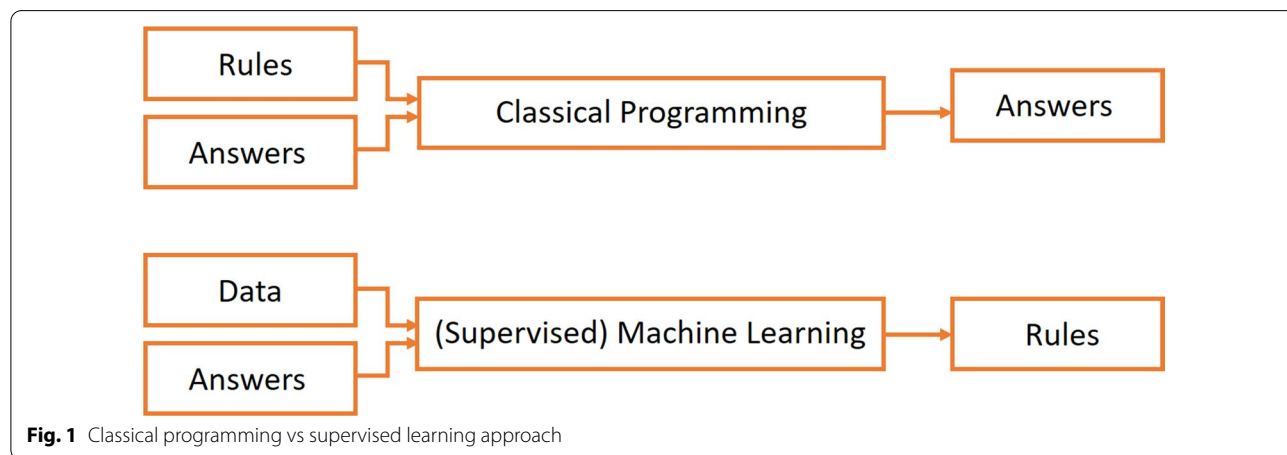 Rules
Answers
Classical Programming
Answers
Data
Answers
(Supervised) Machine Learning
Rules
Fig. 1 Classical programming vs supervised learning approach